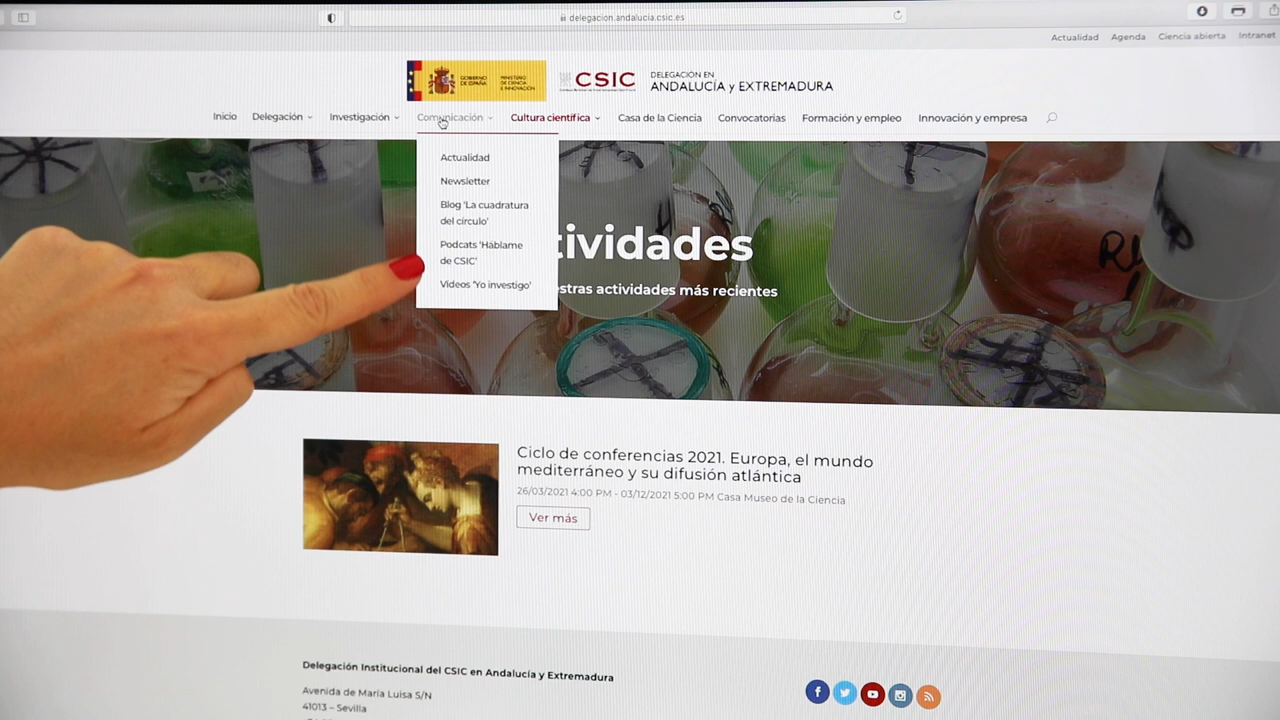 delegacion.andalucia.csic.es
Actualidad Agenda Ciencia abierta Intranet
GOBIERNO DE ESPAÑA
MINISTERIO DE CIENCIA E INNOVACIÓN
CSIC
DELEGACIÓN EN
ANDALUCÍA y EXTREMADURA
Inicio Delegación Investigación Comunicación Cultura científica Casa de la Ciencia Convocatorias Formación y empleo Innovación y empresa
Actualidad
Newsletter
Blog 'La cuadratura
del círculo'
Podcats 'Háblame
de CSIC'
Videos 'Yo investigo'
tividades
estras actividades más recientes
Ciclo de conferencias 2021. Europa, el mundo
mediterráneo y su difusión atlántica
26/03/2021 4:00 PM - 03/12/2021 5:00 PM Casa Museo de la Ciencia
Ver más
Delegación Institucional del CSIC en Andalucía y Extremadura
Avenida de María Luisa S/N
41013 – Sevilla